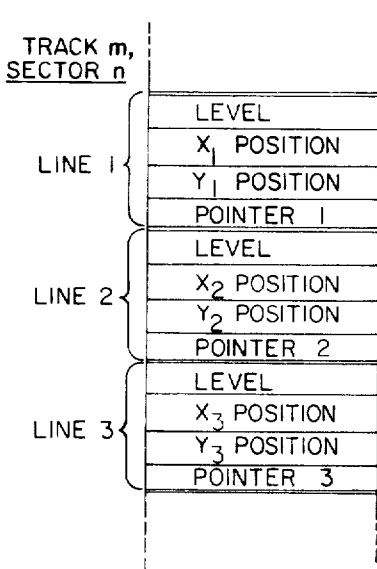 TRACK m,
SECTOR n
LINE 1
LEVEL
X1 POSITION
Y1 POSITION
POINTER 1
LINE 2
LEVEL
X2 POSITION
Y2 POSITION
POINTER 2
LINE 3
LEVEL
X3 POSITION
Y3 POSITION
POINTER 3